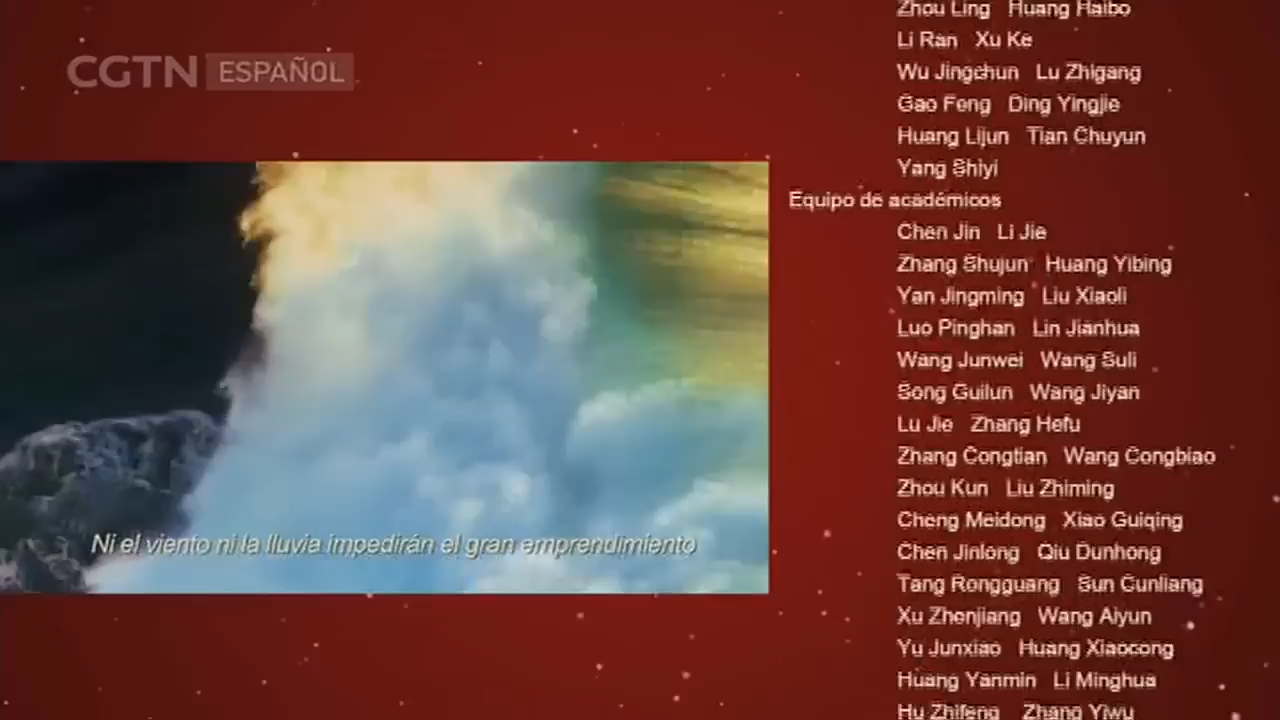 CGTN ESPAÑOL
Ni el viento ni la lluvia impedirán el gran emprendimiento
Zhou Ling Huang Haibo
Li Ran Xu Ke
Wu Jingchun Lu Zhigang
Gao Feng Ding Yingjie
Huang Lijun Tian Chuyun
Yang Shiyi
Equipo de académicos
Chen Jin Li Jie
Zhang Shujun Huang Yibing
Yan Jingming Liu Xiaoli
Luo Pinghan Lin Jianhua
Wang Junwei Wang Suli
Song Guilun Wang Jiyan
Lu Jie Zhang Hefu
Zhang Congtian Wang Congbiao
Zhou Kun Liu Zhiming
Cheng Meidong Xiao Guiqing
Chen Jinlong Qiu Dunhong
Tang Rongguang Sun Cunliang
Xu Zhenjiang Wang Aiyun
Yu Junxiao Huang Xiaocong
Huang Yanmin Li Minghua
Hu Zhifeng Zhang Yiwu